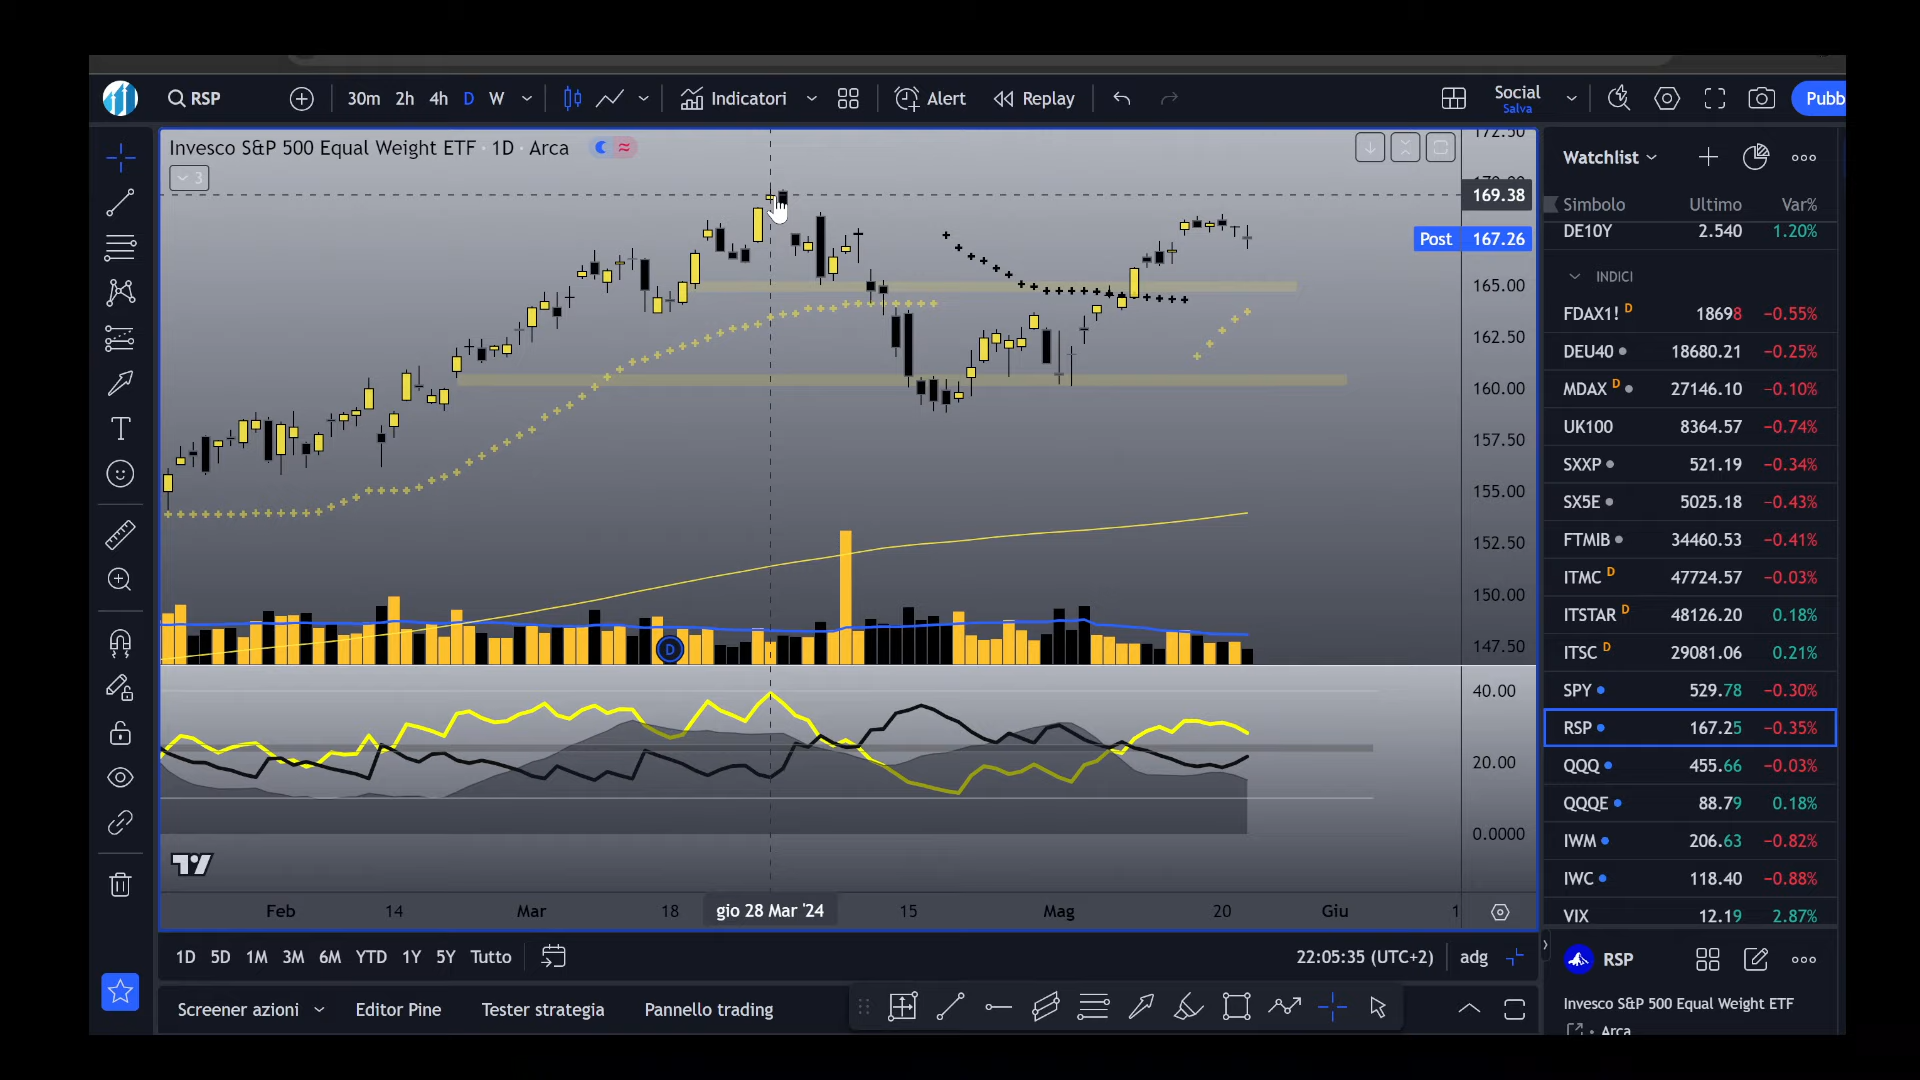 RSP
30m 2h 4h D W
Indicatori
Alert
Replay
Social
Salva
Pubb
Invesco S&P 500 Equal Weight ETF · 1D · Arca
3
172.50
169.38
Post 167.26
165.00
162.50
160.00
157.50
155.00
152.50
150.00
147.50
D
40.00
20.00
0.0000
Feb 14 Mar 18 gio 28 Mar '24 15 Mag 20 Giu 1
1D 5D 1M 3M 6M YTD 1Y 5Y Tutto
22:05:35 (UTC+2) adg
Screener azioni Editor Pine Tester strategia Pannello trading
Watchlist
Simbolo Ultimo Var%
DE10Y 2.540 1.20%
INDICI
FDAX1! D 18698 −0.55%
DEU40 18680.21 −0.25%
MDAX D 27146.10 −0.10%
UK100 8364.57 −0.74%
SXXP 521.19 −0.34%
SX5E 5025.18 −0.43%
FTMIB 34460.53 −0.41%
ITMC D 47724.57 −0.03%
ITSTAR D 48126.20 0.18%
ITSC D 29081.06 0.21%
SPY 529.78 −0.30%
RSP 167.25 −0.35%
QQQ 455.66 −0.03%
QQQE 88.79 0.18%
IWM 206.63 −0.82%
IWC 118.40 −0.88%
VIX 12.19 2.87%
RSP
Invesco S&P 500 Equal Weight ETF
Arca